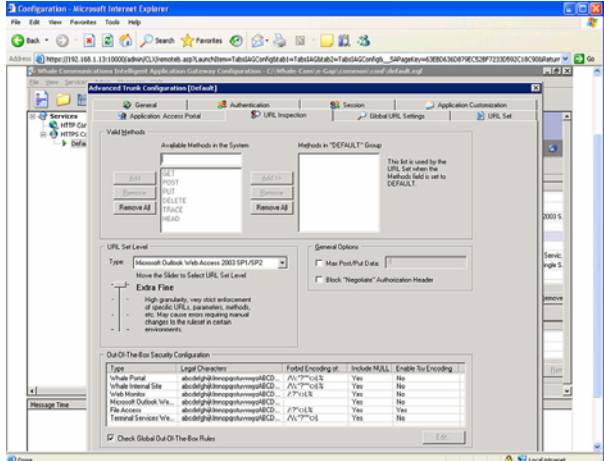 Configuration - Microsoft Internet Explorer
File Edit View Favorites Tools Help
Back Search Favorites
Address
Whale Communications Intelligent Application Gateway Configuration
Advanced Trunk Configuration [Default]
General Authentication Session Application Customization
Application Access Portal URL Inspection Global URL Settings URL Set
Services
HTTP
HTTPS
Valid Methods
Available Methods in the System
Methods in "DEFAULT" Group
GET
POST
PUT
DELETE
TRACE
HEAD
Add
Remove
Remove All
Add >>
Remove
Remove All
This list is used by the
URL Set when the
Methods field is set to
DEFAULT.
URL Set Level
Type: Microsoft Outlook Web Access 2003 SP1/SP2
Move the Slider to Select URL Set Level
Extra Fine
High granularity, very strict enforcement
of specific URLs, parameters, methods,
etc. May cause errors requiring manual
changes to the ruleset in certain
environments.
General Options
Max Post/Put Data:
Block "Negotiate" Authorization Header
Out-Of-The-Box Security Configuration
Type Legal Characters Forbid Encoding of: Include NULL Enable %u Encoding
Whale Portal Yes No
Whale Internal Site Yes No
Web Monitor Yes No
Microsoft Outlook We... Yes No
File Access Yes Yes
Terminal Services We... Yes No
Check Global Out-Of-The-Box Rules
Edit...
Message Time
Done
Local intranet